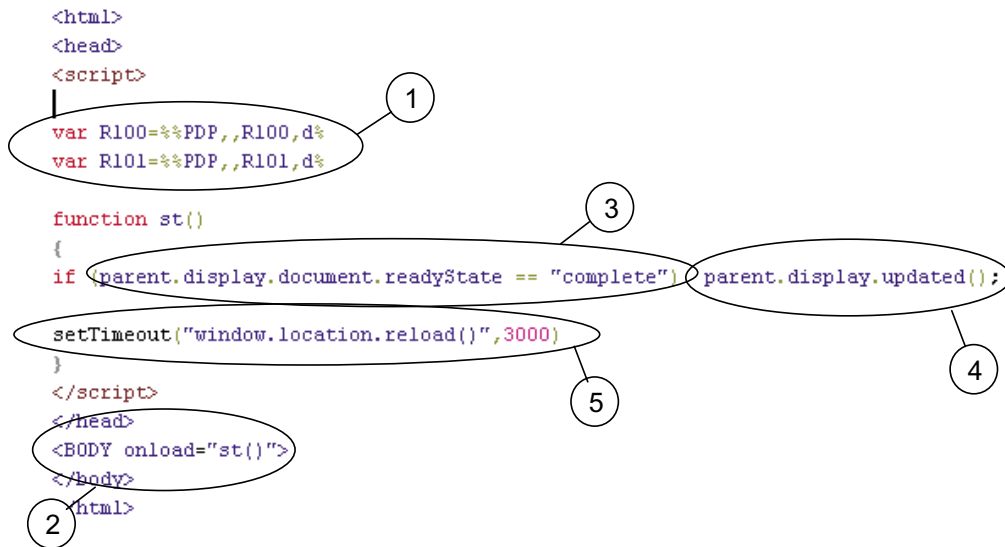 <html>
<head>
<script>
1
var R100=%%PDP,,R100,d%
var R101=%%PDP,,R101,d%
function st()
3
{
if (parent.display.document.readyState == "complete") parent.display.updated();
setTimeout("window.location.reload()",3000)
4
}
5
</script>
</head>
<BODY onload="st()">
</body>
</html>
2